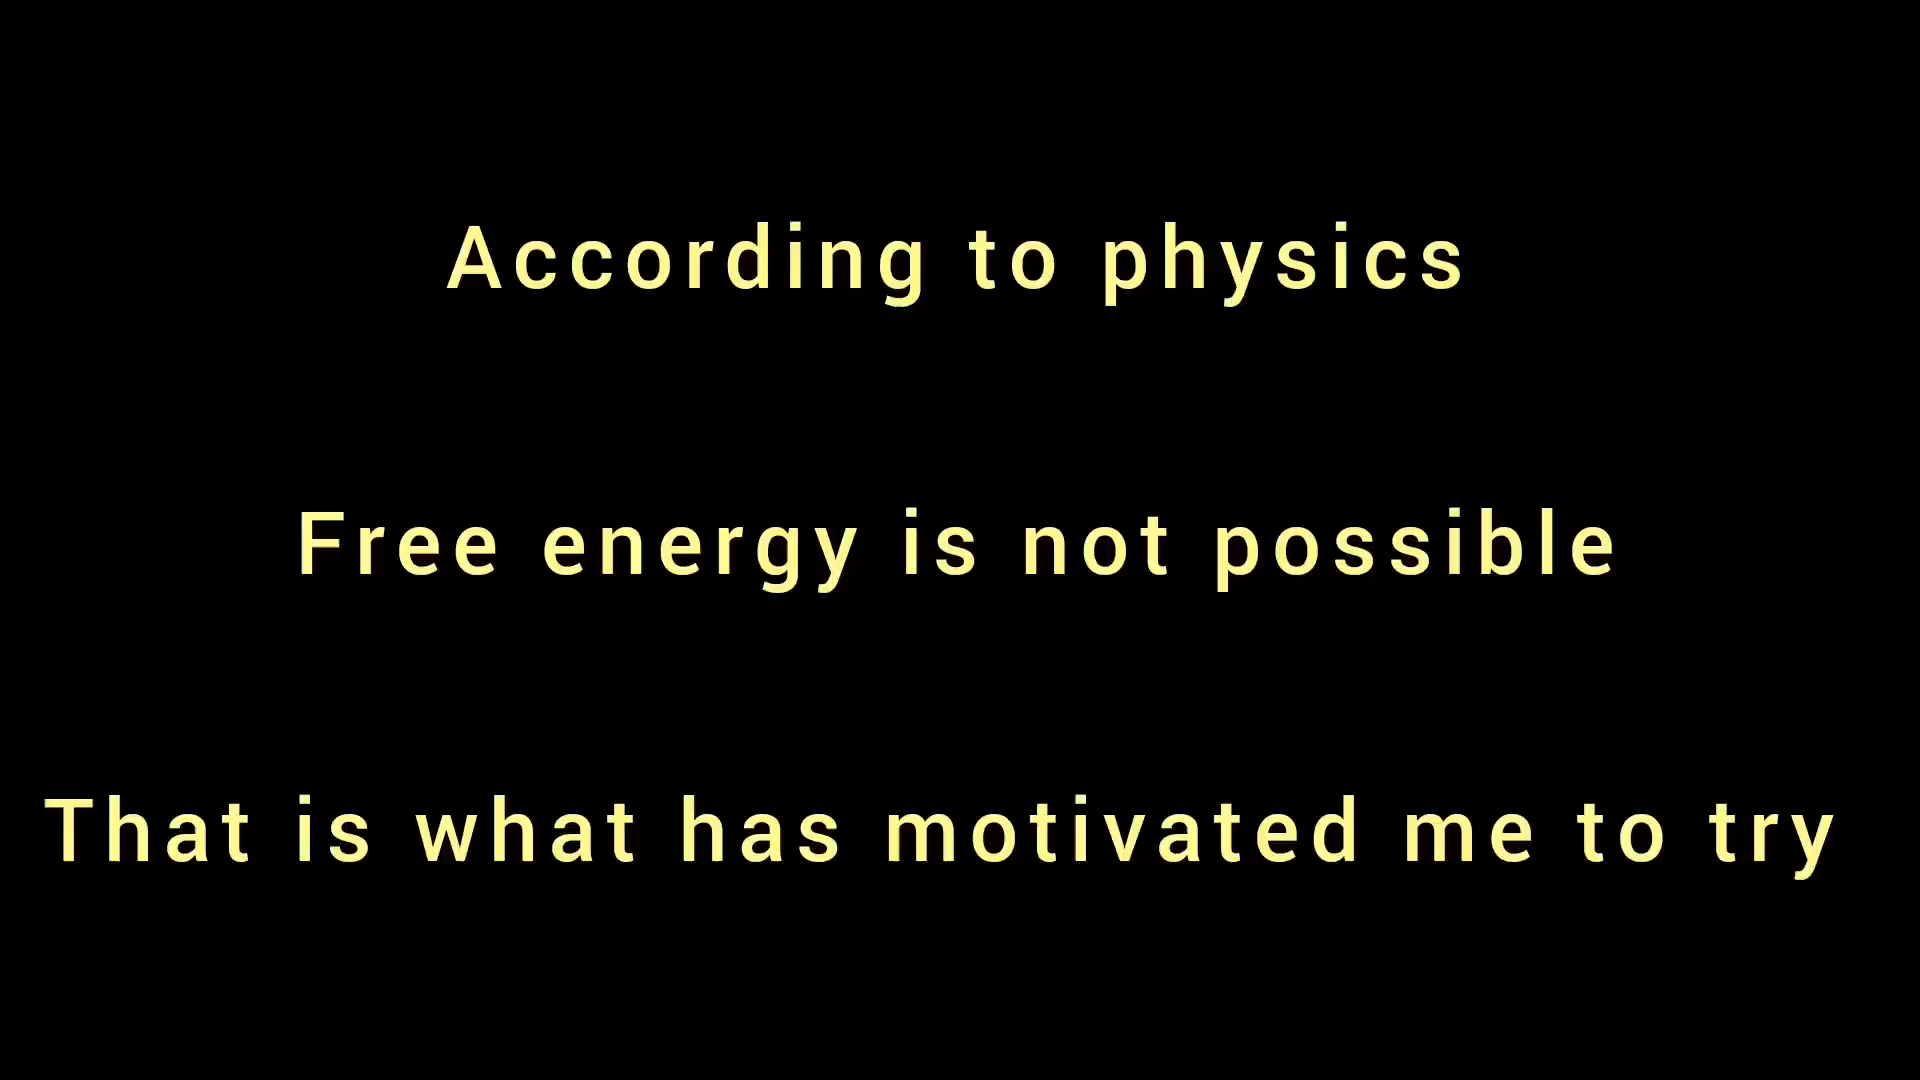 According to physics
Free energy is not possible
That is what has motivated me to try